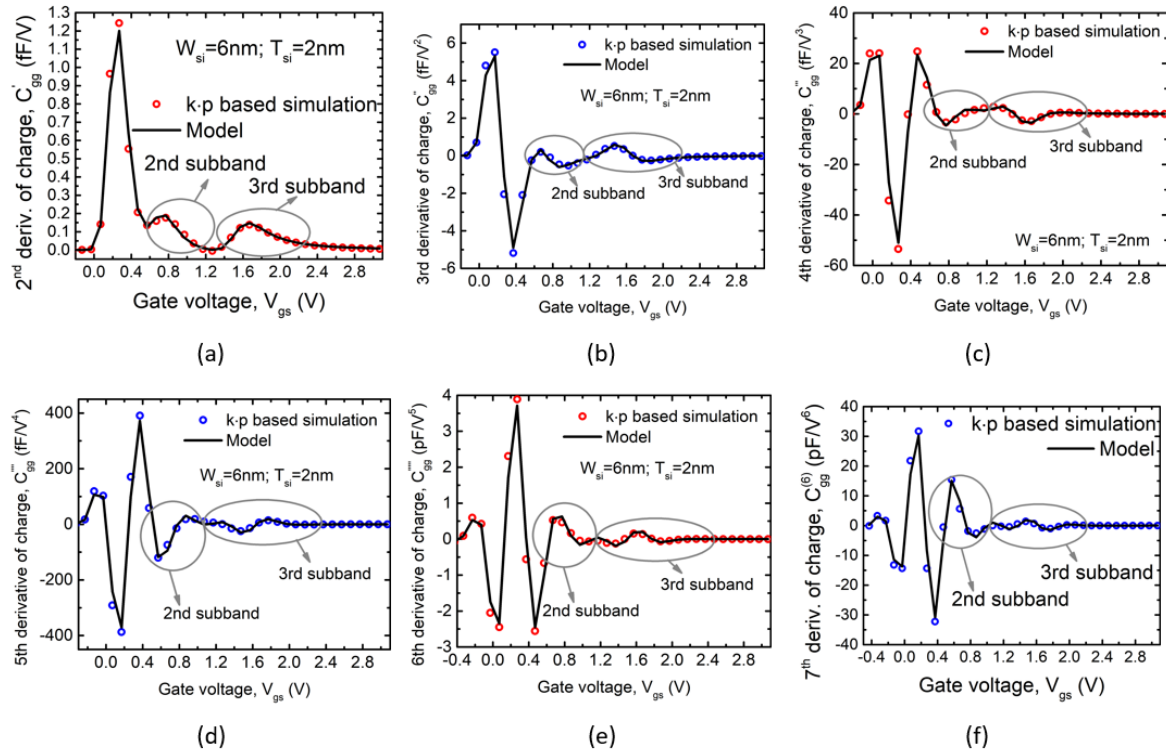 2nd deriv. of charge, C'gg (fF/V)
1.3
1.2
1.1
1.0
0.9
0.8
0.7
0.6
0.5
0.4
0.3
0.2
0.1
0.0
Wsi=6nm; Tsi=2nm
k·p based simulation
Model
2nd subband
3rd subband
0.0 0.4 0.8 1.2 1.6 2.0 2.4 2.8
Gate voltage, Vgs (V)
(a)
3rd derivative of charge, C''gg (fF/V²)
6
4
2
0
-2
-4
-6
k·p based simulation
Model
Wsi=6nm; Tsi=2nm
2nd subband
3rd subband
0.0 0.4 0.8 1.2 1.6 2.0 2.4 2.8
Gate voltage, Vgs (V)
(b)
4th derivative of charge, C'''gg (fF/V³)
40
20
0
-20
-40
-60
k·p based simulation
Model
2nd subband
3rd subband
Wsi=6nm; Tsi=2nm
0.0 0.4 0.8 1.2 1.6 2.0 2.4 2.8
Gate voltage, Vgs (V)
(c)
5th derivative of charge, C''''gg (fF/V⁴)
400
200
0
-200
-400
k·p based simulation
Model
Wsi=6nm; Tsi=2nm
3rd subband
2nd subband
0.0 0.4 0.8 1.2 1.6 2.0 2.4 2.8
Gate voltage, Vgs (V)
(d)
6th derivative of charge, (pF/V⁵)
4
3
2
1
0
-1
-2
-3
k·p based simulation
Model
Wsi=6nm; Tsi=2nm
2nd subband
3rd subband
-0.4 0.0 0.4 0.8 1.2 1.6 2.0 2.4 2.8
Gate voltage, Vgs (V)
(e)
7th deriv. of charge, Cgg(6) (pF/V⁶)
40
30
20
10
0
-10
-20
-30
-40
k·p based simulation
Model
3rd subband
2nd subband
-0.4 0.0 0.4 0.8 1.2 1.6 2.0 2.4 2.8
Gate voltage, Vgs (V)
(f)